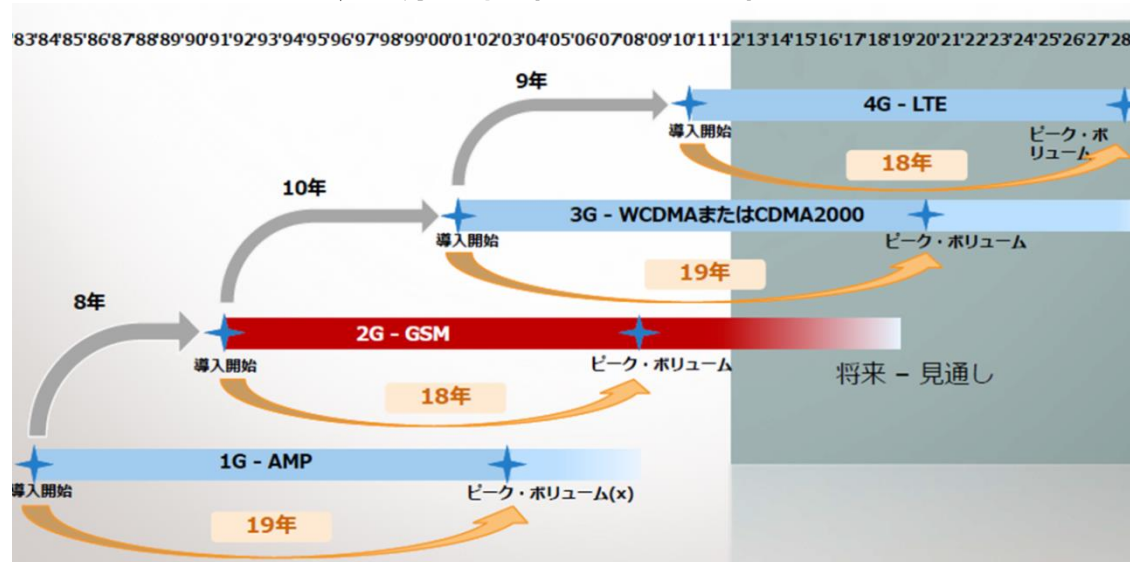 '83'84'85'86'87'88'89'90'91'92'93'94'95'96'97'98'99'00'01'02'03'04'05'06'07'08'09'10'11'12'13'14'15'16'17'18'19'20'21'22'23'24'25'26'27'28
9年
4G - LTE
導入開始
ピーク・ボ
リューム
18年
10年
3G - WCDMAまたはCDMA2000
導入開始
ピーク・ボリューム
19年
8年
2G - GSM
導入開始
ピーク・ボリューム
将来 – 見通し
18年
1G - AMP
導入開始
ピーク・ボリューム(x)
19年